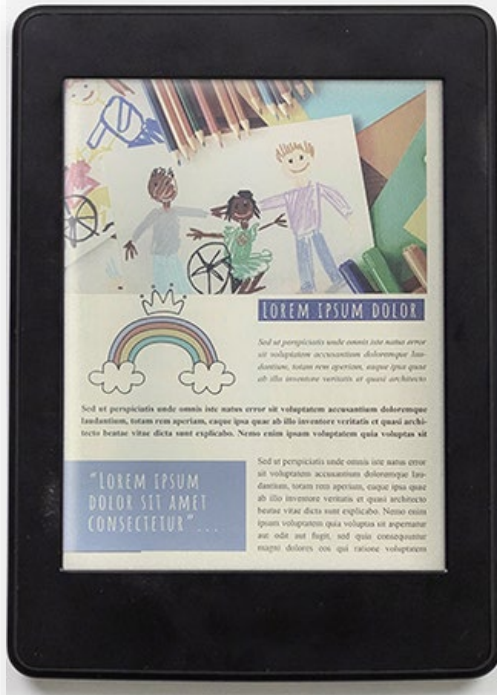 LOREM IPSUM DOLOR
Sed ut perspiciatis unde omnis iste natus error
sit voluptatem accusantium doloremque lau-
dantium, totam rem aperiam, eaque ipsa quae
ab illo inventore veritatis et quasi architecto
Sed ut perspiciatis unde omnis iste natus error sit voluptatem accusantium doloremque
laudantium, totam rem aperiam, eaque ipsa quae ab illo inventore veritatis et quasi archi-
tecto beatae vitae dicta sunt explicabo. Nemo enim ipsam voluptatem quia voluptas sit
"LOREM IPSUM
DOLOR SIT AMET
CONSECTETUR"...
Sed ut perspiciatis unde omnis iste natus error
sit voluptatem accusantium doloremque lau-
dantium, totam rem aperiam, eaque ipsa quae
ab illo inventore veritatis et quasi architecto
beatae vitae dicta sunt explicabo. Nemo enim
ipsam voluptatem quia voluptas sit aspernatur
aut odit aut fugit, sed quia consequuntur
magni dolores eos qui ratione voluptatem